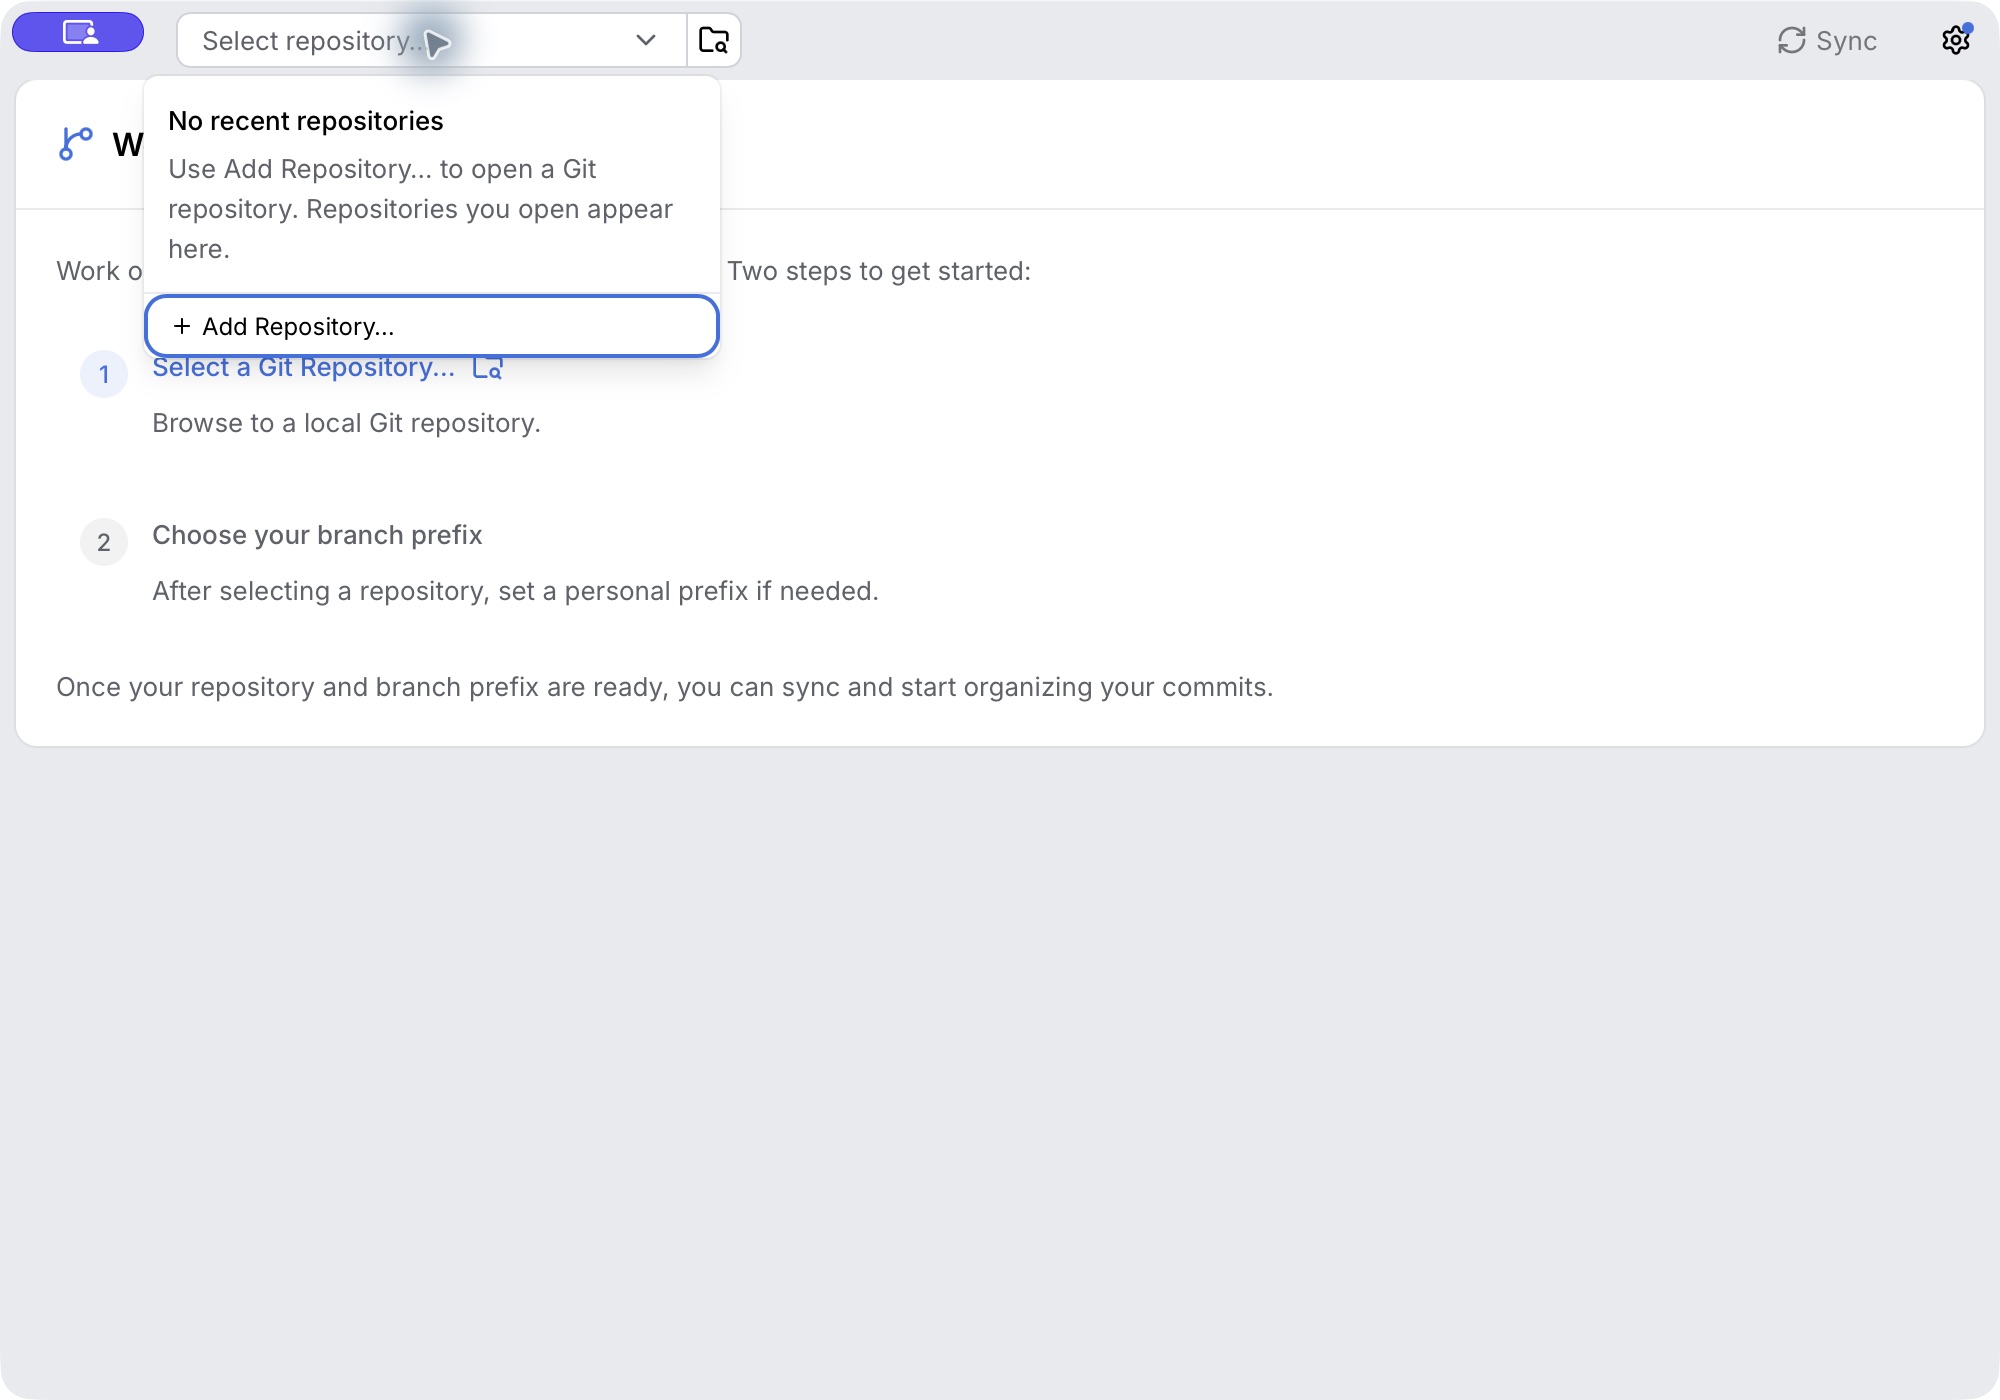 Select repository...
Sync
No recent repositories
Use Add Repository... to open a Git
repository. Repositories you open appear
here.
+ Add Repository...
W
Work o
Two steps to get started:
1
Select a Git Repository...
Browse to a local Git repository.
2
Choose your branch prefix
After selecting a repository, set a personal prefix if needed.
Once your repository and branch prefix are ready, you can sync and start organizing your commits.